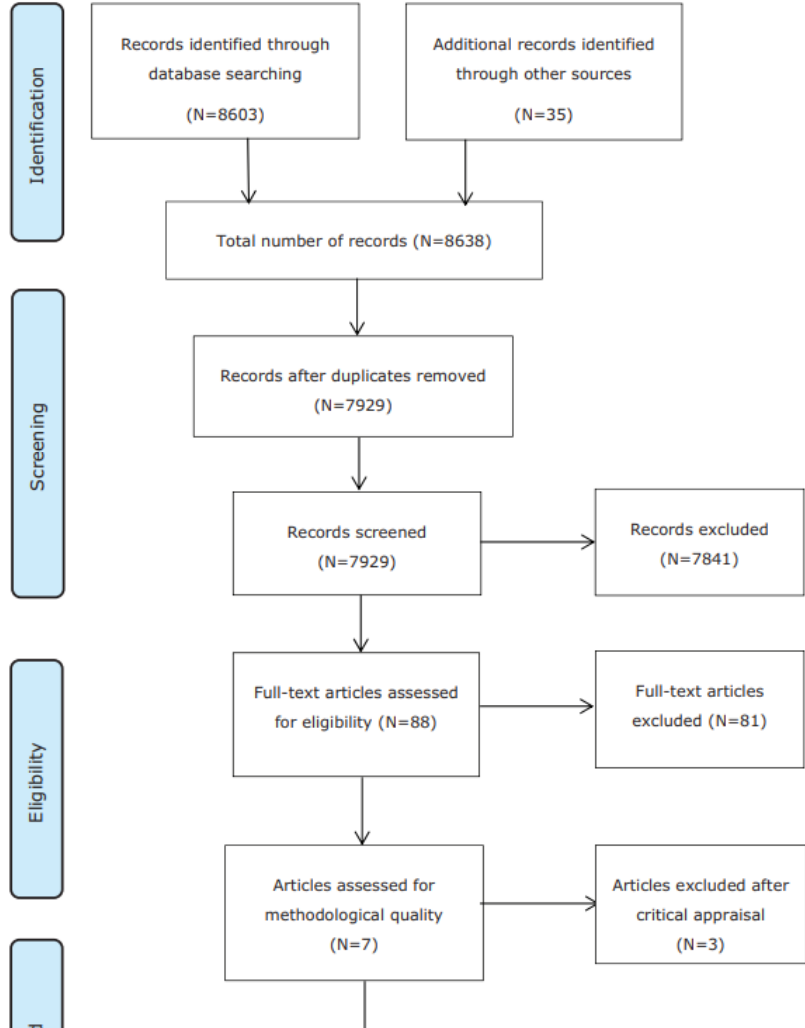 Identification
Records identified through
database searching
(N=8603)
Additional records identified
through other sources
(N=35)
Total number of records (N=8638)
Screening
Records after duplicates removed
(N=7929)
Records screened
(N=7929)
Records excluded
(N=7841)
Eligibility
Full-text articles assessed
for eligibility (N=88)
Full-text articles
excluded (N=81)
Articles assessed for
methodological quality
(N=7)
Articles excluded after
critical appraisal
(N=3)